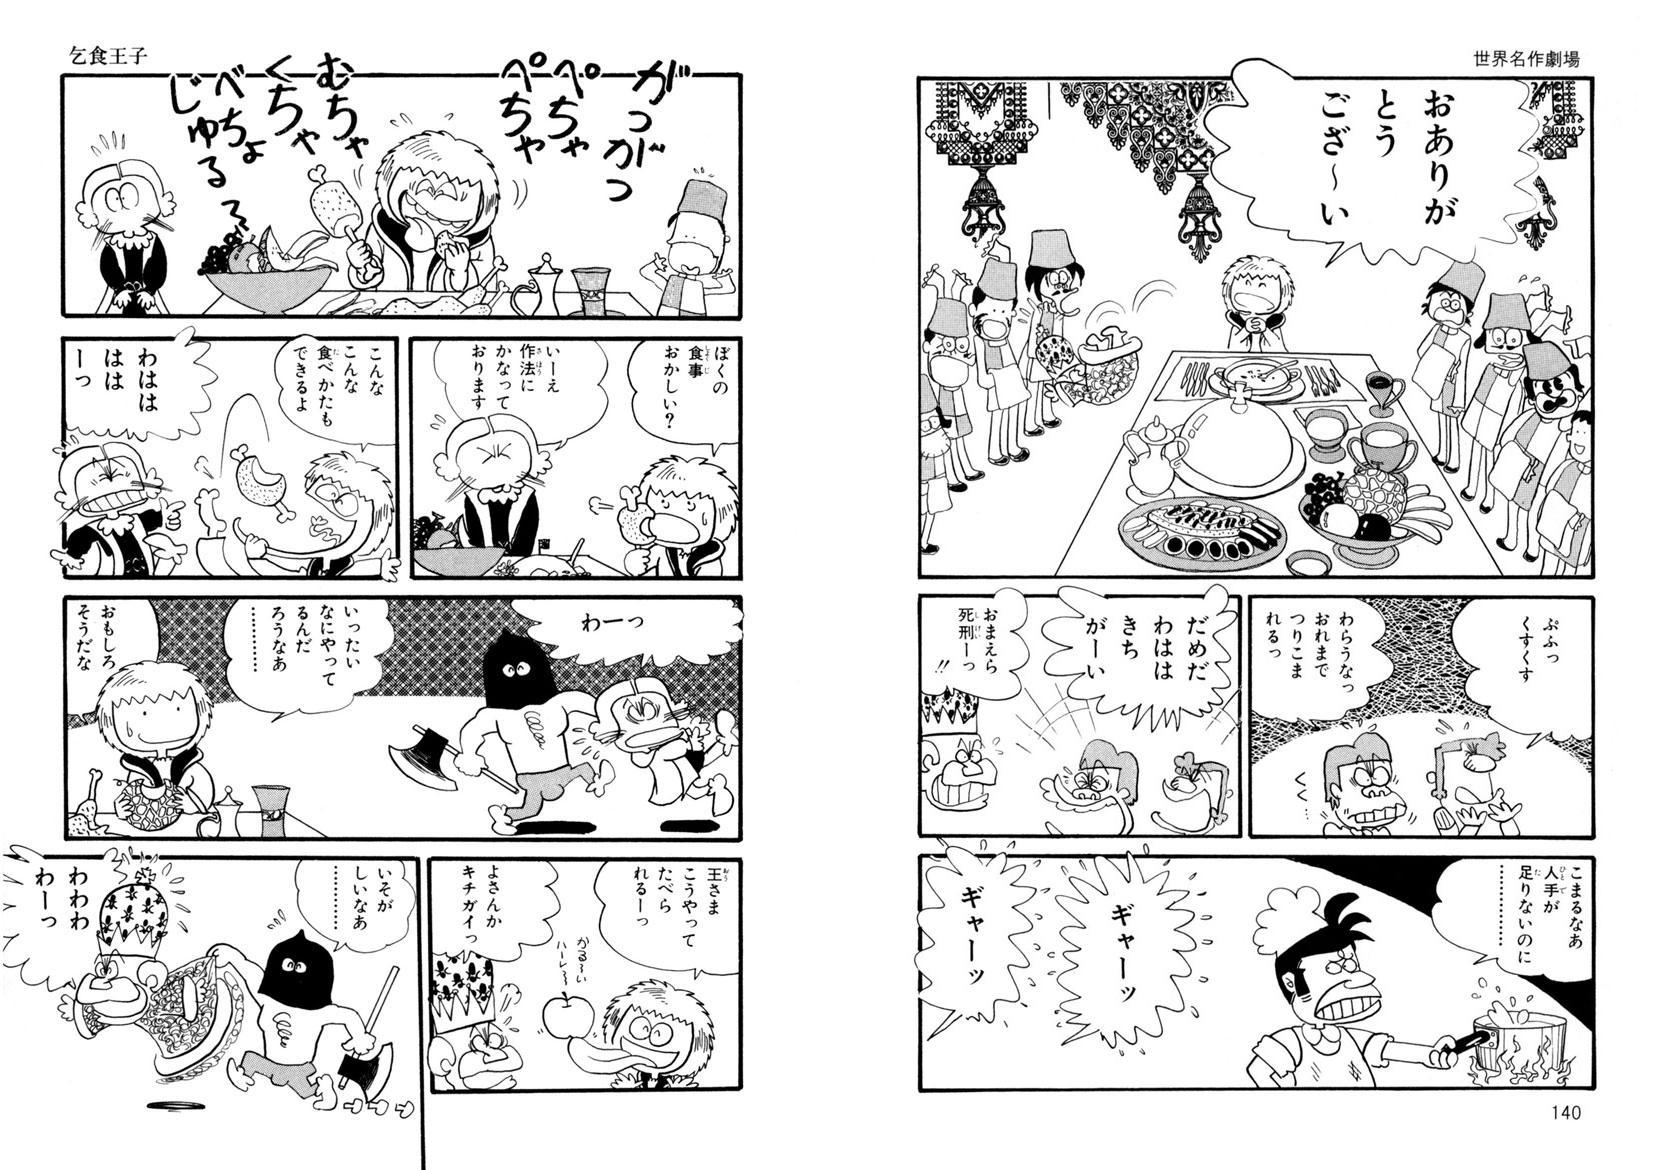 世界名作劇場
おありが
とう
ござ〜い
ぷふっ
くすくす
わらうなっ
おれまで
つりこま
れるっ
だめだ
わはは
きち
がーい
おまえら
死刑ーっ
!!
こまるなあ
人手が
足りないのに
…………
ギャーッ
ギャーッ
140
乞食王子
がつがつ
ぺちゃ
ぺちゃ
むちゃ
くちゃ
べちょ
じゅるる
ぼくの
食事
おかしい?
いーえ
作法に
かなって
おります
こんな
こんな
食べかたも
できるよ
わはは
はは
ーっ
わーっ
いったい
なにやって
るんだ
ろうなあ
…………
おもしろ
そうだな
王さま
こうやって
たべら
れるーっ
よさんか
キチガイっ
かる〜い
ハレ〜
いそが
しいなあ
…………
わわわ
わーっ